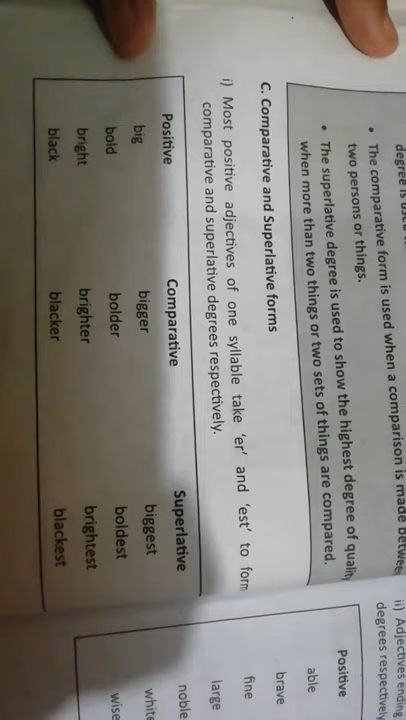 degree is used
• The comparative form is used when a comparison is made between
two persons or things.
• The superlative degree is used to show the highest degree of quality
when more than two things or two sets of things are compared.
C. Comparative and Superlative forms
i) Most positive adjectives of one syllable take 'er' and 'est' to form
comparative and superlative degrees respectively.
Positive Comparative Superlative
big bigger biggest
bold bolder boldest
bright brighter brightest
black blacker blackest
ii) Adjectives ending
degrees respectively
Positive
able
brave
fine
large
noble
white
wise